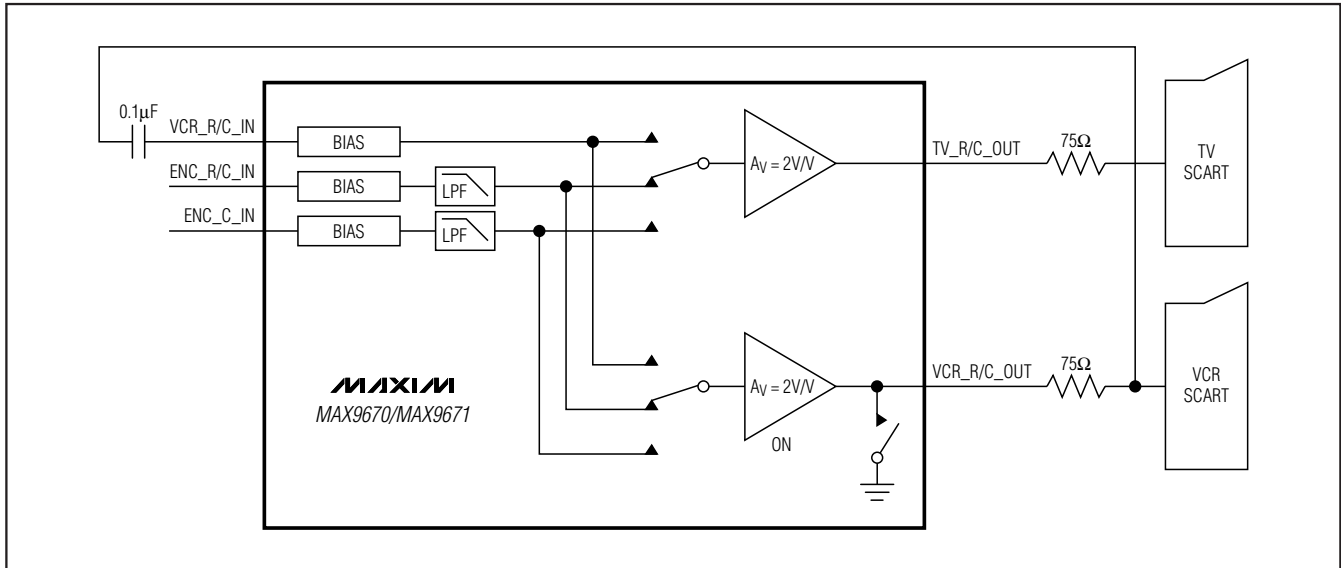 0.1μF
VCR_R/C_IN
BIAS
ENC_R/C_IN
BIAS
LPF
ENC_C_IN
BIAS
LPF
AV = 2V/V
TV_R/C_OUT
75Ω
TV
SCART
MAXIM
MAX9670/MAX9671
AV = 2V/V
ON
VCR_R/C_OUT
75Ω
VCR
SCART